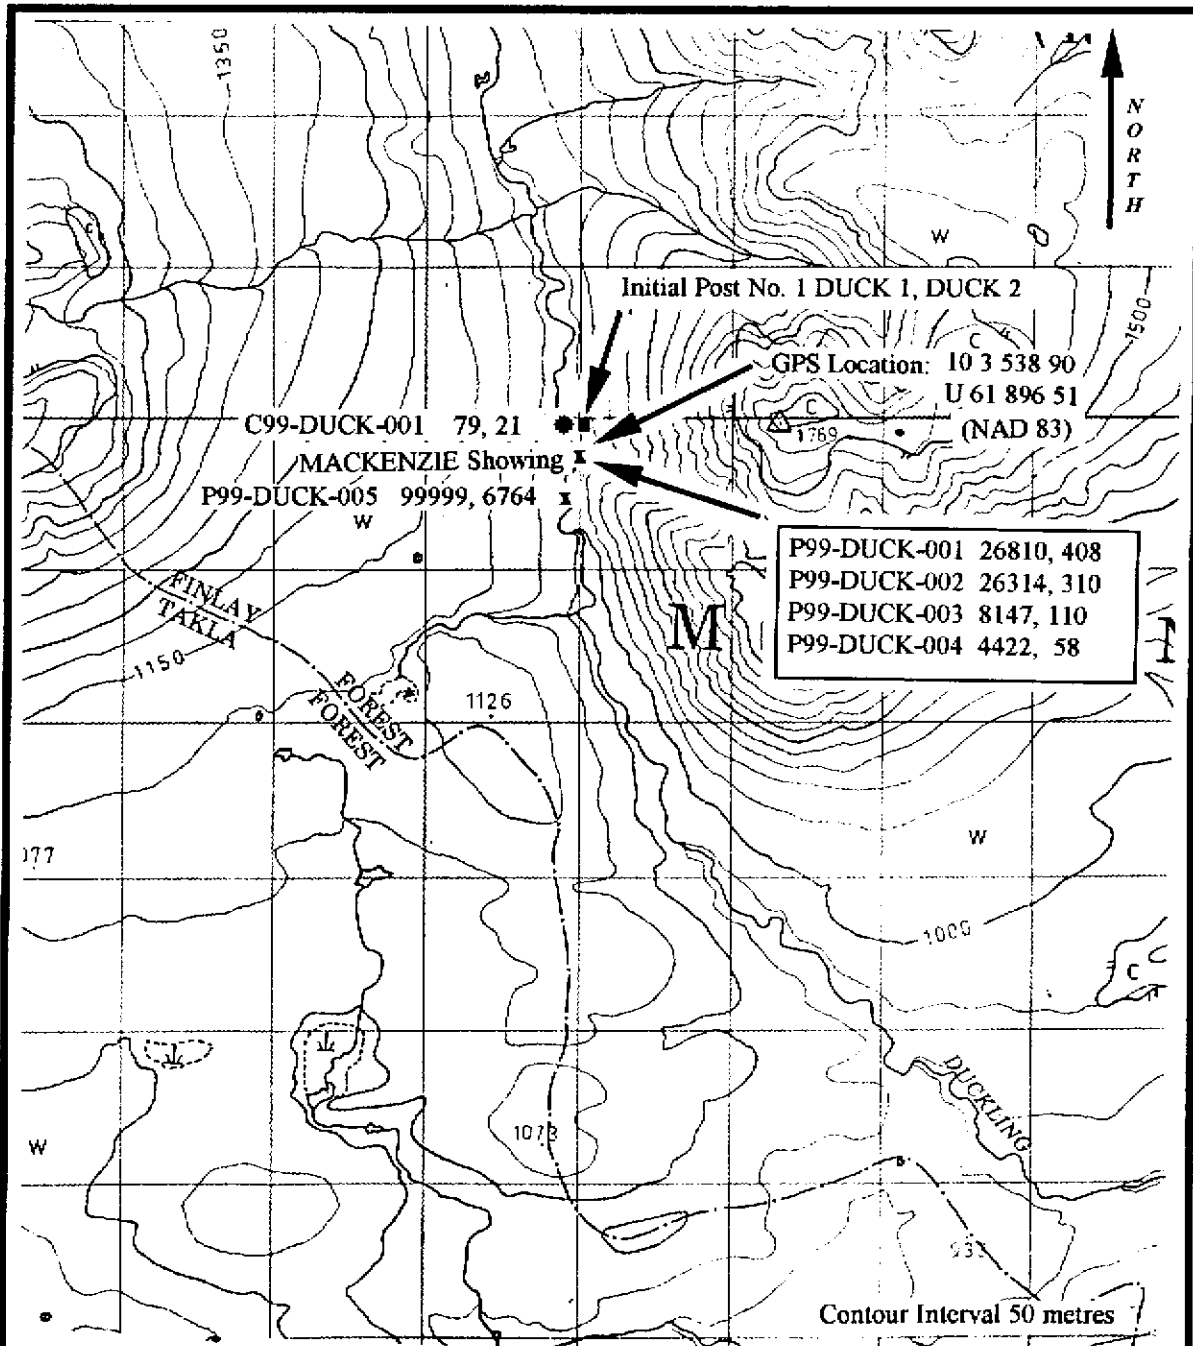 1350
NORTH
W
Initial Post No. 1 DUCK 1, DUCK 2
1500
C
GPS Location: 10 3 538 90
U 61 896 51
(NAD 83)
C
1769
C99-DUCK-001 79, 21
MACKENZIE Showing
P99-DUCK-005 99999, 6764
W
P99-DUCK-001 26810, 408
P99-DUCK-002 26314, 310
P99-DUCK-003 8147, 110
P99-DUCK-004 4422, 58
M
FINLAY
TAKLA
1150
FOREST
FOREST
1126
W
1077
1000
C
DUCKLING
1073
W
Contour Interval 50 metres